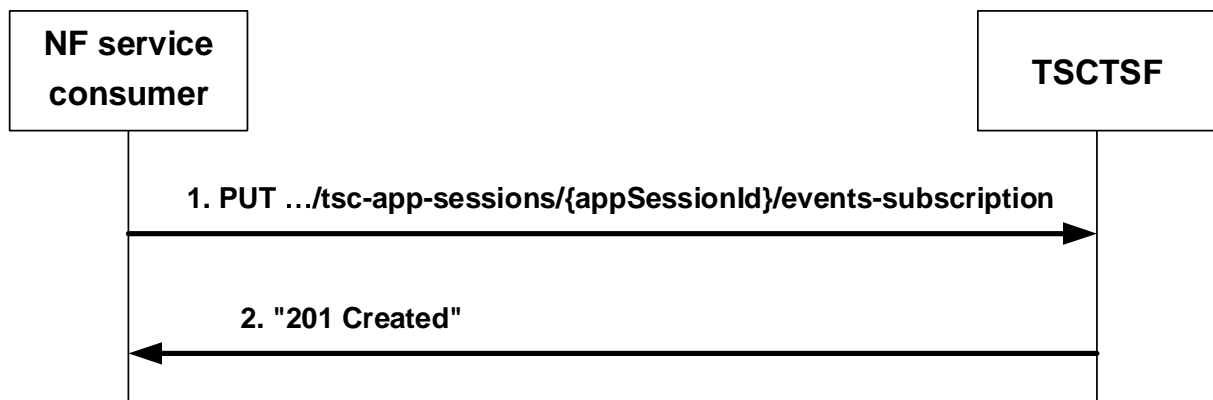 NF service
consumer
TSCTSF
1. PUT …/tsc-app-sessions/{appSessionId}/events-subscription
2. "201 Created"